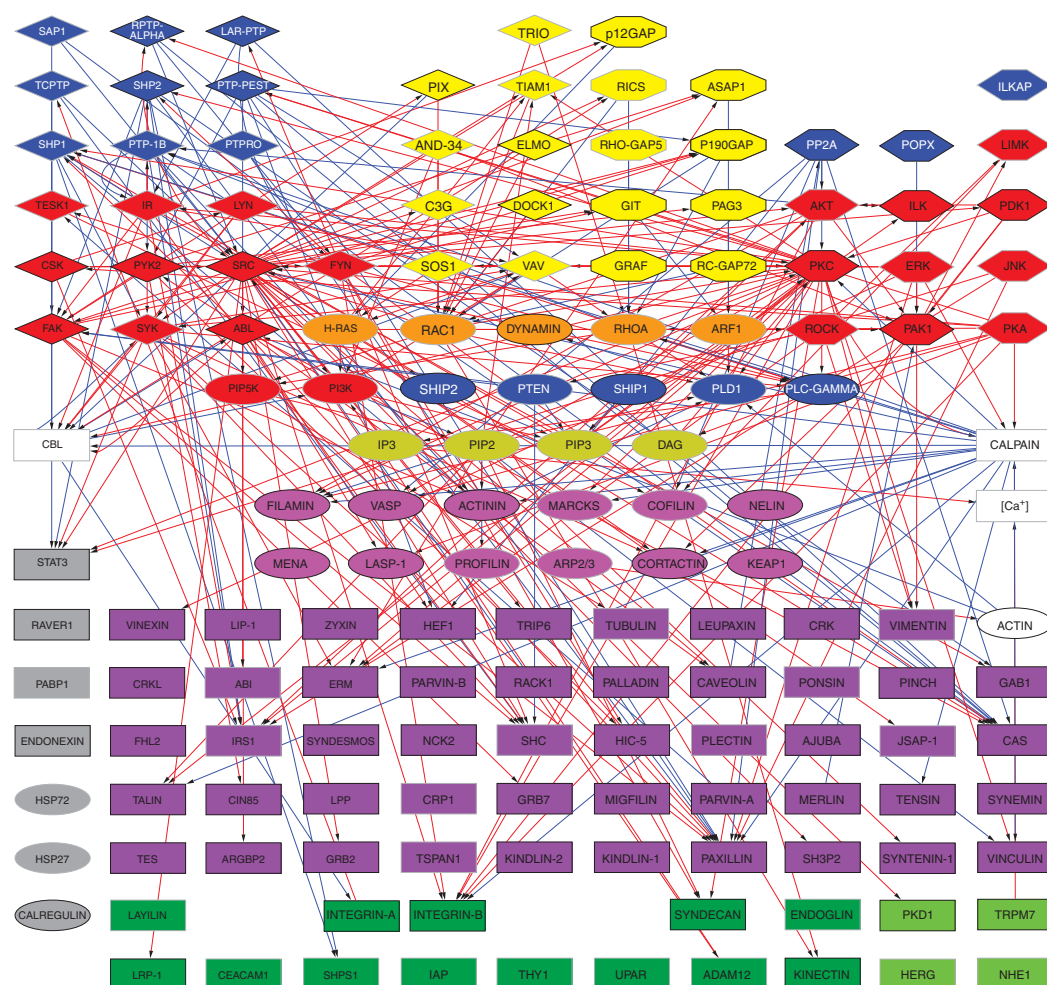 SAP1
RPTP-
ALPHA
LAR-PTP
TRIO
p12GAP
TCPTP
SHP2
PTP-PEST
PIX
TIAM1
RICS
ASAP1
ILKAP
SHP1
PTP-1B
PTPRO
AND-34
ELMO
RHO-GAP5
P190GAP
PP2A
POPX
LIMK
TESK1
IR
LYN
C3G
DOCK1
GIT
PAG3
AKT
ILK
PDK1
CSK
PYK2
SRC
FYN
SOS1
VAV
GRAF
RC-GAP72
PKC
ERK
JNK
FAK
SYK
ABL
H-RAS
RAC1
DYNAMIN
RHOA
ARF1
ROCK
PAK1
PKA
PIP5K
PI3K
SHIP2
PTEN
SHIP1
PLD1
PLC-GAMMA
CBL
IP3
PIP2
PIP3
DAG
CALPAIN
FILAMIN
VASP
ACTININ
MARCKS
COFILIN
NELIN
[Ca+]
STAT3
MENA
LASP-1
PROFILIN
ARP2/3
CORTACTIN
KEAP1
RAVER1
VINEXIN
LIP-1
ZYXIN
HEF1
TRIP6
TUBULIN
LEUPAXIN
CRK
VIMENTIN
ACTIN
PABP1
CRKL
ABI
ERM
PARVIN-B
RACK1
PALLADIN
CAVEOLIN
PONSIN
PINCH
GAB1
ENDONEXIN
FHL2
IRS1
SYNDESMOS
NCK2
SHC
HIC-5
PLECTIN
AJUBA
JSAP-1
CAS
HSP72
TALIN
CIN85
LPP
CRP1
GRB7
MIGFILIN
PARVIN-A
MERLIN
TENSIN
SYNEMIN
HSP27
TES
ARGBP2
GRB2
TSPAN1
KINDLIN-2
KINDLIN-1
PAXILLIN
SH3P2
SYNTENIN-1
VINCULIN
CALREGULIN
LAYILIN
INTEGRIN-A
INTEGRIN-B
SYNDECAN
ENDOGLIN
PKD1
TRPM7
LRP-1
CEACAM1
SHPS1
IAP
THY1
UPAR
ADAM12
KINECTIN
HERG
NHE1